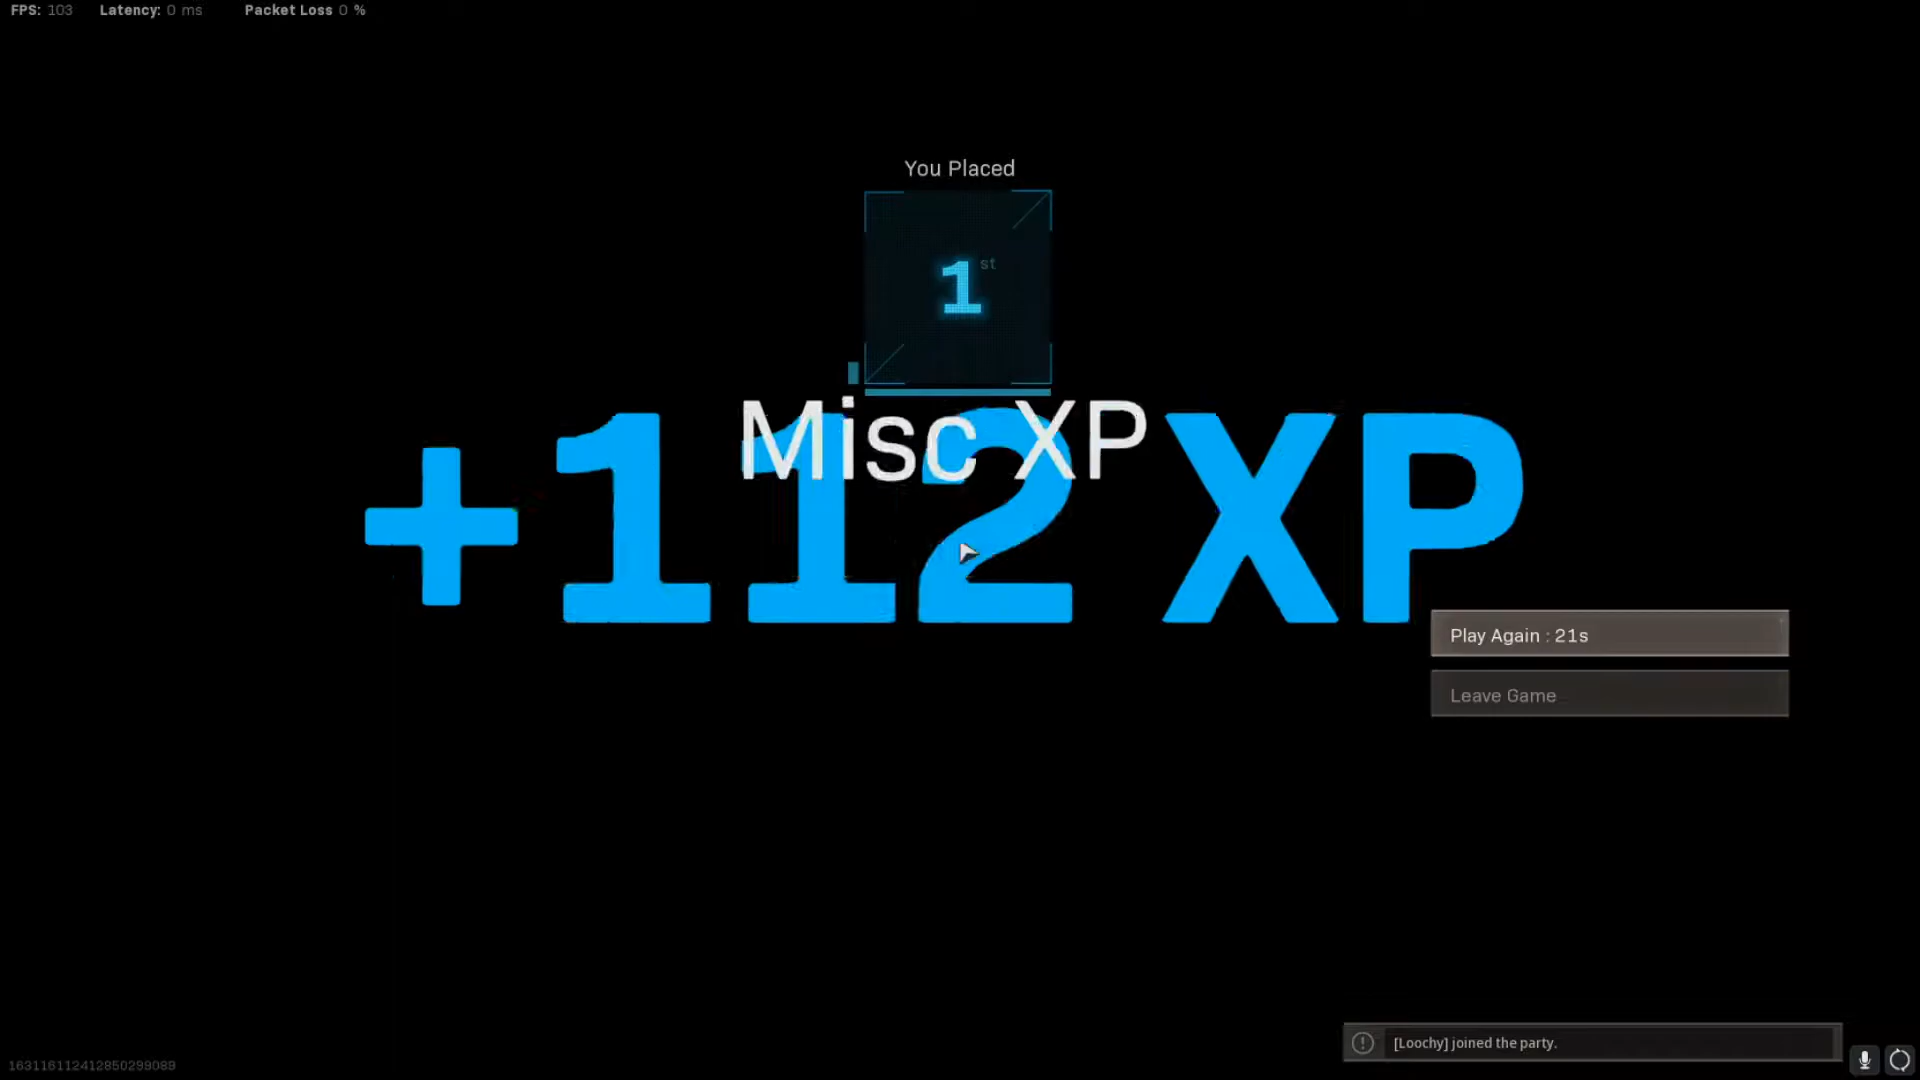 FPS: 103 Latency: 0 ms Packet Loss 0 %
You Placed
1st
Misc XP
+112 XP
Play Again : 21s
Leave Game
[Loochy] joined the party.
163116112412850299089